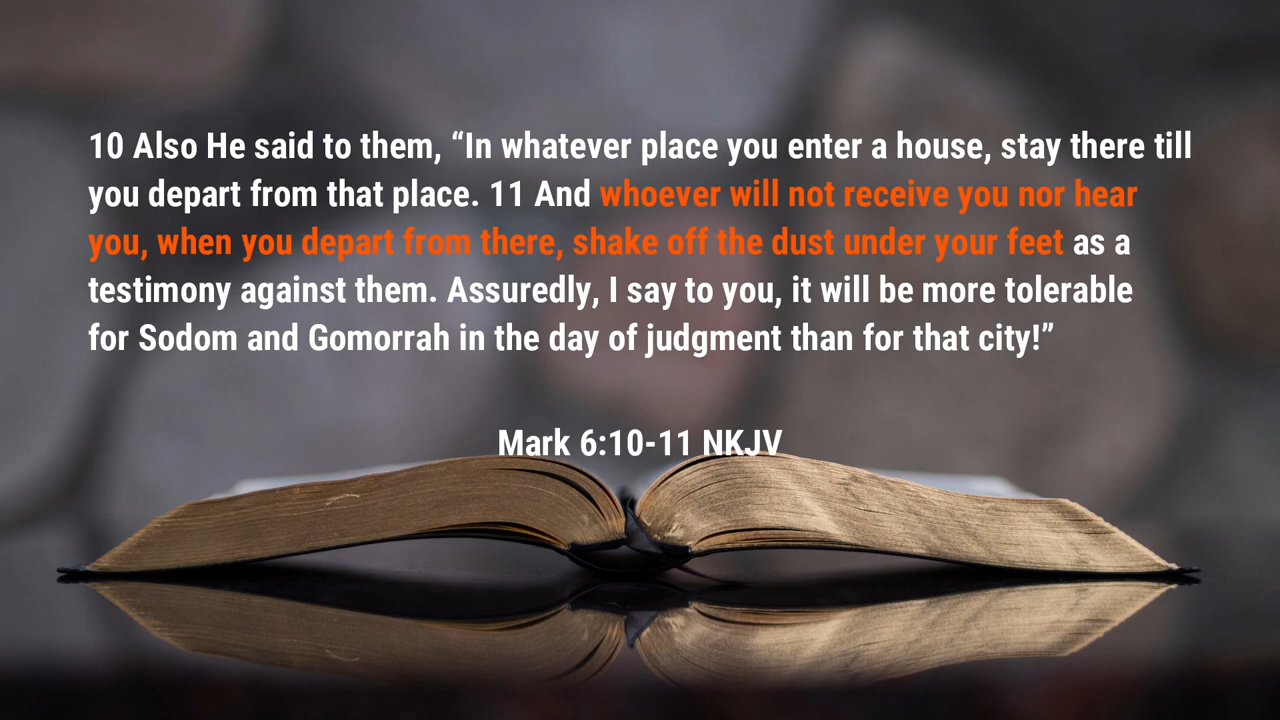 10 Also He said to them, “In whatever place you enter a house, stay there till
you depart from that place. 11 And whoever will not receive you nor hear
you, when you depart from there, shake off the dust under your feet as a
testimony against them. Assuredly, I say to you, it will be more tolerable
for Sodom and Gomorrah in the day of judgment than for that city!”
Mark 6:10-11 NKJV